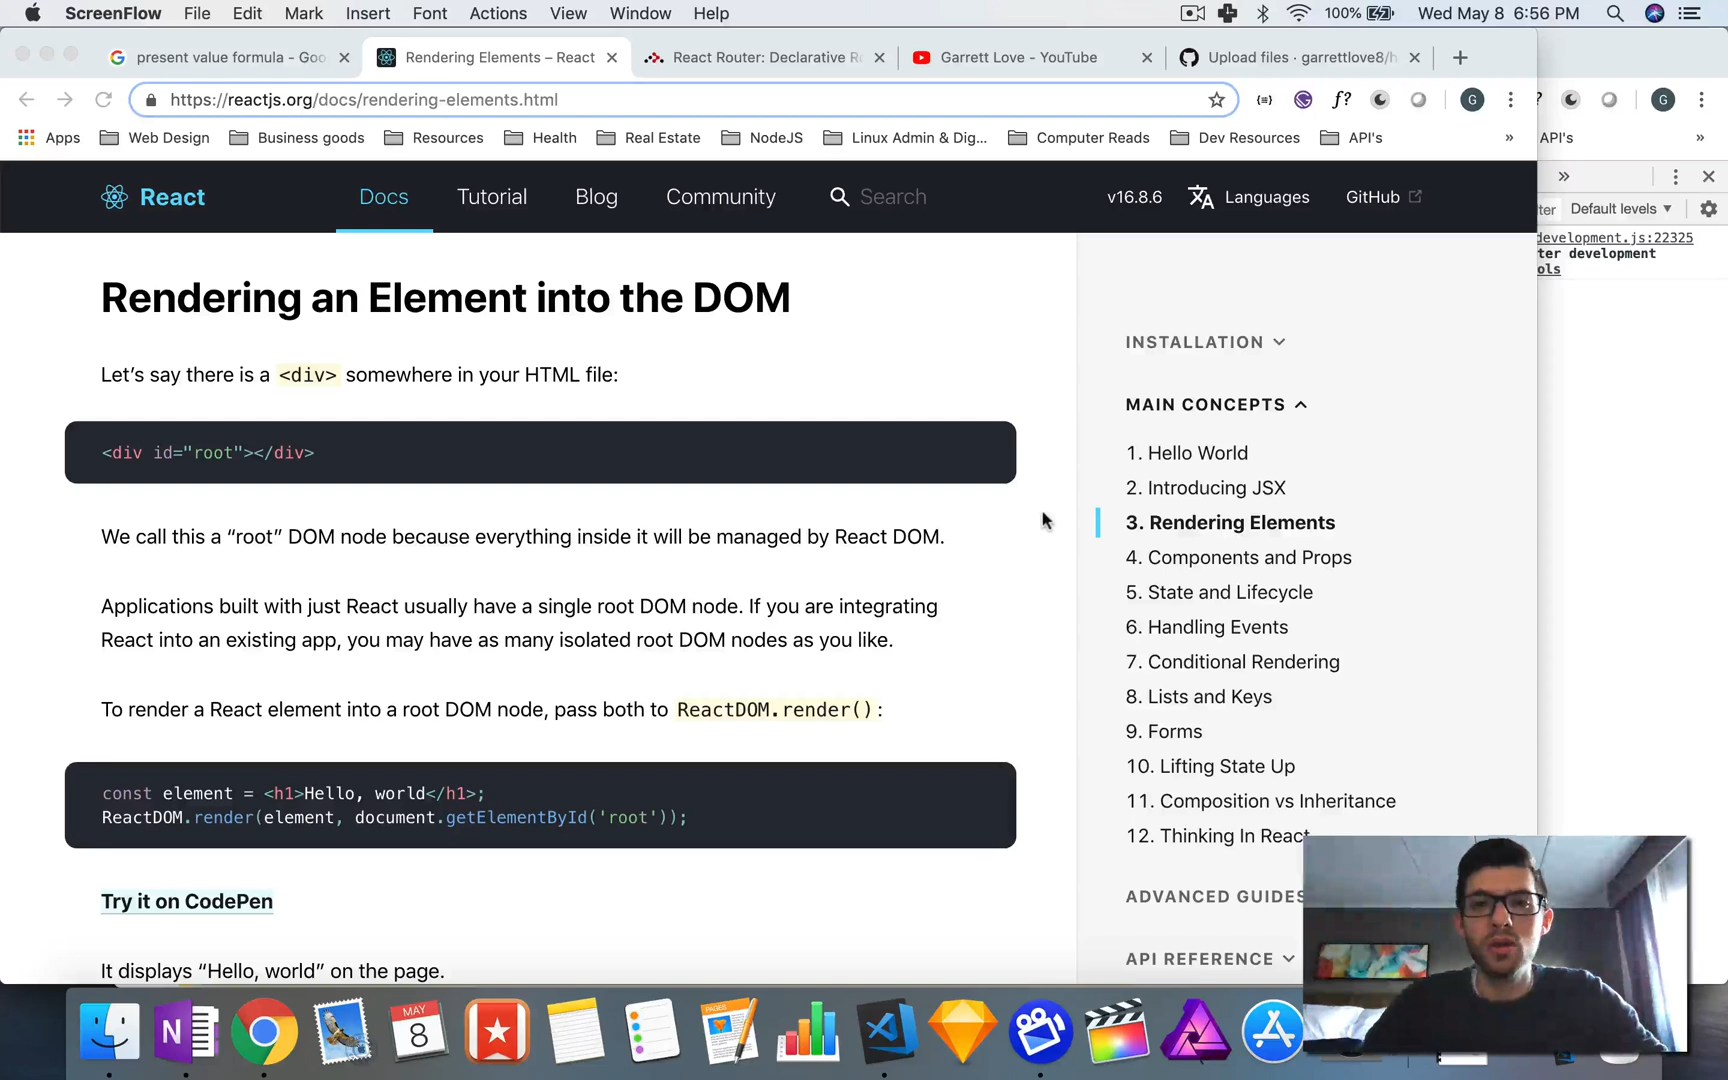 ScreenFlow File Edit Mark Insert Font Actions View Window Help 100% Wed May 8 6:56 PM
present value formula - Goo Rendering Elements – React React Router: Declarative R Garrett Love - YouTube Upload files · garrettlove8/h
https://reactjs.org/docs/rendering-elements.html {≡} f? G ? G
Apps Web Design Business goods Resources Health Real Estate NodeJS Linux Admin & Dig... Computer Reads Dev Resources API's » API's »
React Docs Tutorial Blog Community Search v16.8.6 Languages GitHub
»
ter Default levels ▼
development.js:22325
ter development
ols
Rendering an Element into the DOM
Let’s say there is a <div> somewhere in your HTML file:
<div id="root"></div>
We call this a “root” DOM node because everything inside it will be managed by React DOM.
Applications built with just React usually have a single root DOM node. If you are integrating
React into an existing app, you may have as many isolated root DOM nodes as you like.
To render a React element into a root DOM node, pass both to ReactDOM.render():
const element = <h1>Hello, world</h1>;
ReactDOM.render(element, document.getElementById('root'));
Try it on CodePen
It displays “Hello, world” on the page.
INSTALLATION
MAIN CONCEPTS
1. Hello World
2. Introducing JSX
3. Rendering Elements
4. Components and Props
5. State and Lifecycle
6. Handling Events
7. Conditional Rendering
8. Lists and Keys
9. Forms
10. Lifting State Up
11. Composition vs Inheritance
12. Thinking In React
ADVANCED GUIDES
API REFERENCE
N
MAY
8
PAGES